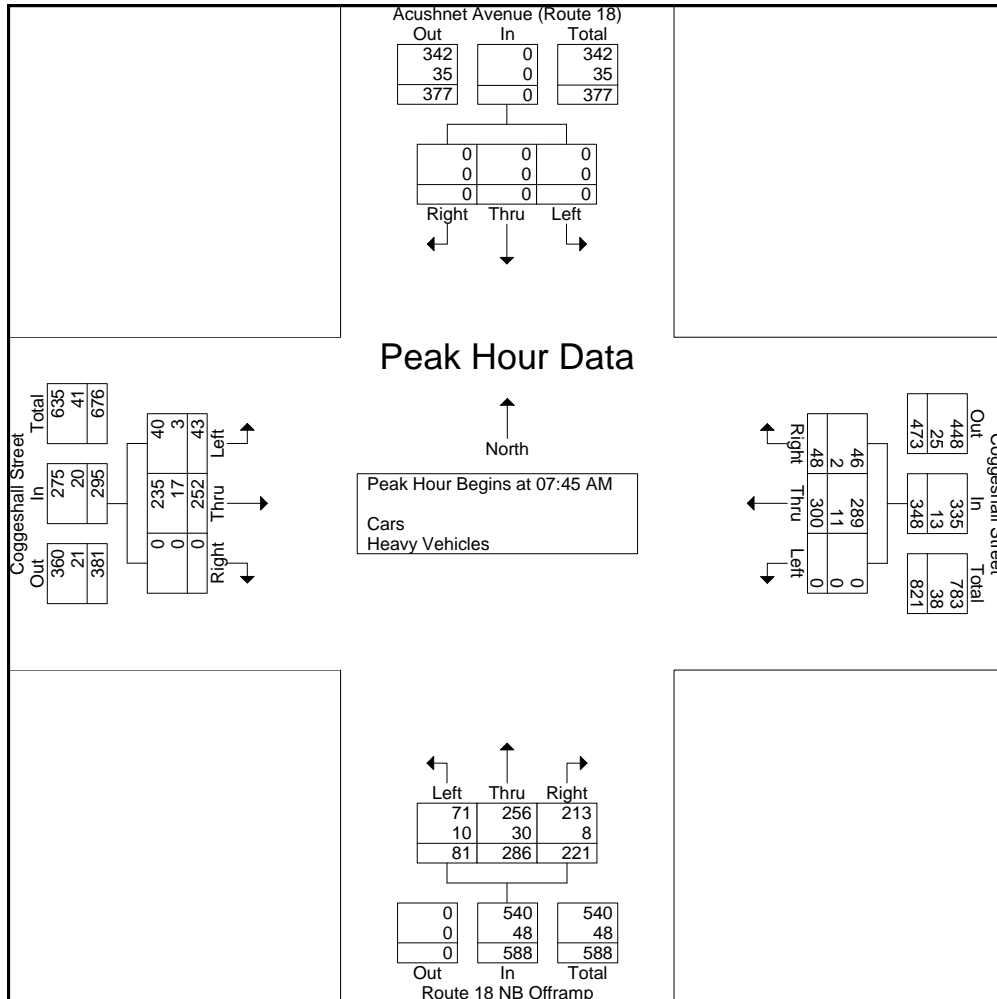 Acushnet Avenue (Route 18)
Out In Total
342 0 342
35 0 35
377 0 377
0 0 0
0 0 0
0 0 0
Right Thru Left
Peak Hour Data
North
Peak Hour Begins at 07:45 AM
Cars
Heavy Vehicles
Coggeshall Street
Total In Out
635 275 360
41 20 21
676 295 381
40 235 0
3 17 0
43 252 0
Left Thru Right
Coggeshall Street
Out In Total
448 335 783
25 13 38
473 348 821
46 289 0
2 11 0
48 300 0
Right Thru Left
Left Thru Right
71 256 213
10 30 8
81 286 221
0 540 540
0 48 48
0 588 588
Out In Total
Route 18 NB Offramp